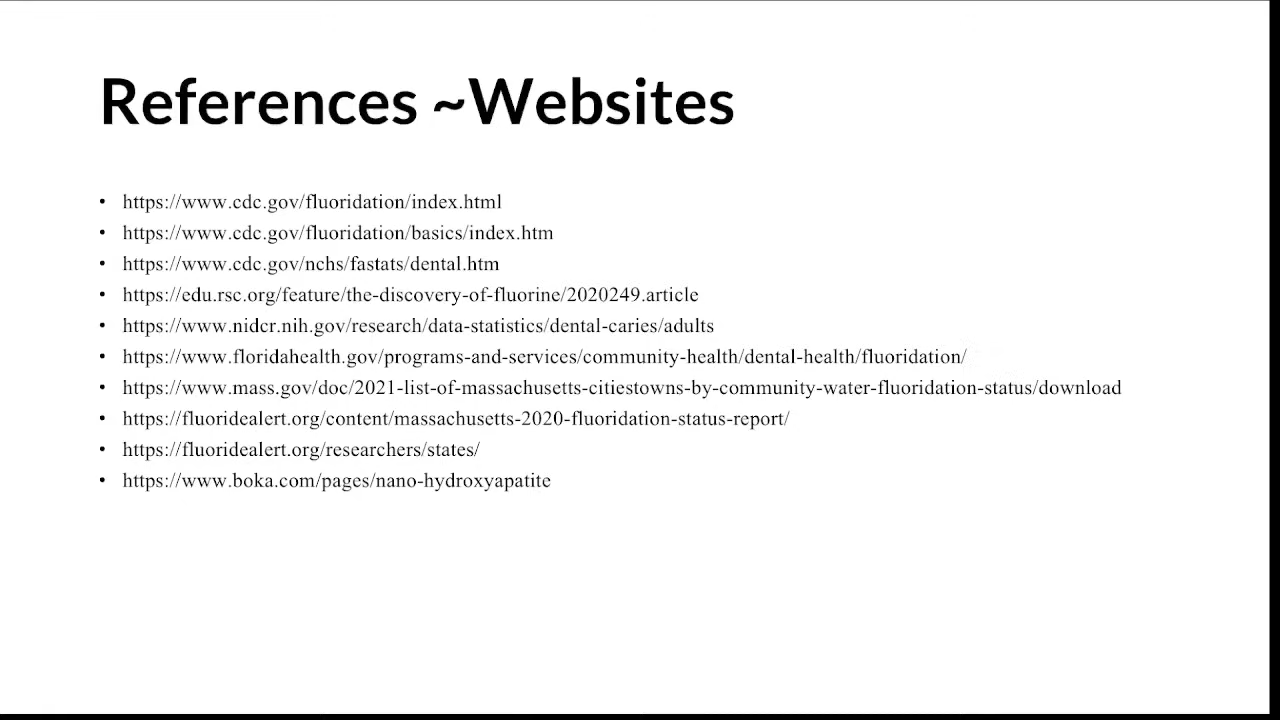 References ~Websites
• https://www.cdc.gov/fluoridation/index.html
• https://www.cdc.gov/fluoridation/basics/index.htm
• https://www.cdc.gov/nchs/fastats/dental.htm
• https://edu.rsc.org/feature/the-discovery-of-fluorine/2020249.article
• https://www.nidcr.nih.gov/research/data-statistics/dental-caries/adults
• https://www.floridahealth.gov/programs-and-services/community-health/dental-health/fluoridation/
• https://www.mass.gov/doc/2021-list-of-massachusetts-citiestowns-by-community-water-fluoridation-status/download
• https://fluoridealert.org/content/massachusetts-2020-fluoridation-status-report/
• https://fluoridealert.org/researchers/states/
• https://www.boka.com/pages/nano-hydroxyapatite